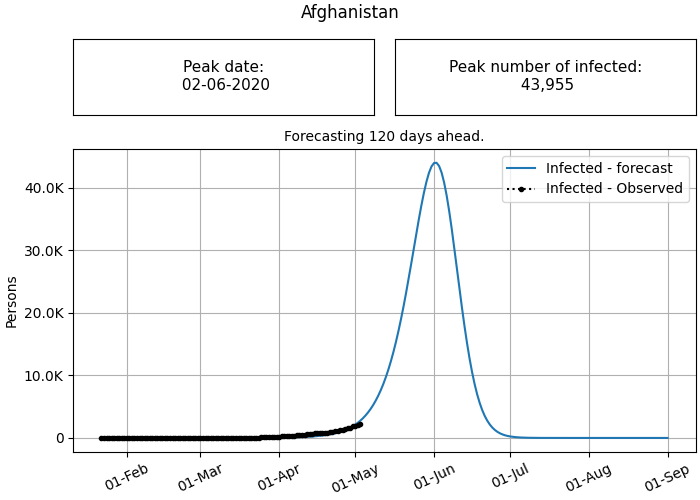 Afghanistan
Peak date:
02-06-2020
Peak number of infected:
43,955
Forecasting 120 days ahead.
Infected - forecast
Infected - Observed
Persons
40.0K
30.0K
20.0K
10.0K
0
01-Feb
01-Mar
01-Apr
01-May
01-Jun
01-Jul
01-Aug
01-Sep